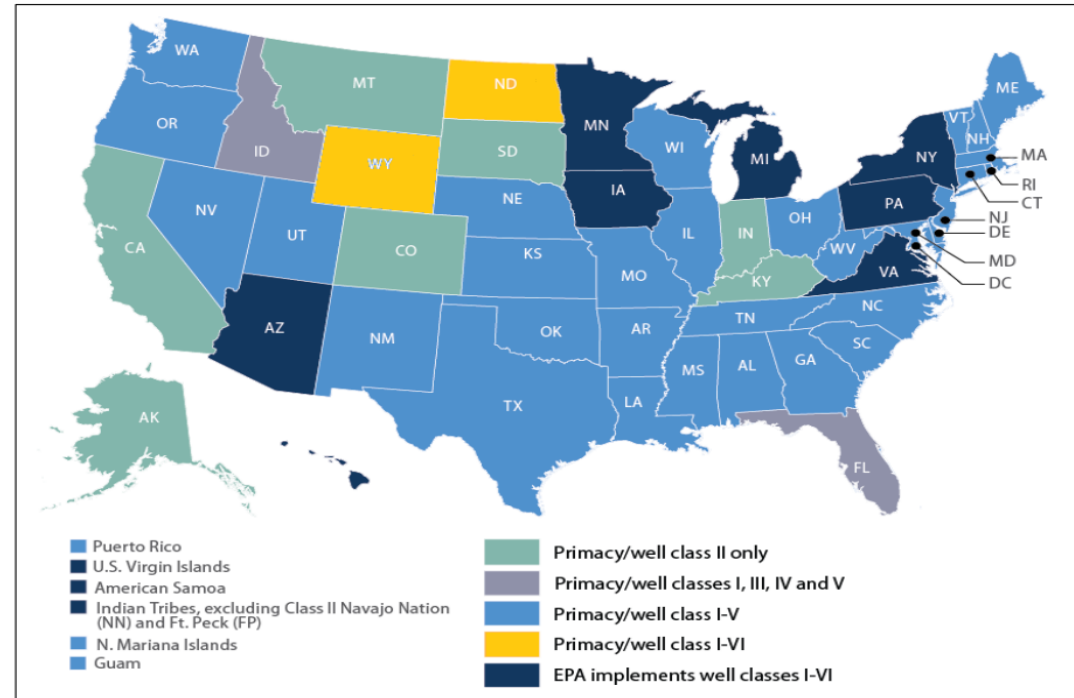 WA
MT
ND
MN
ME
OR
ID
WY
SD
WI
MI
NY
VT
NH
MA
RI
CT
NV
UT
CO
NE
IA
IL
IN
OH
PA
NJ
DE
MD
DC
CA
KS
MO
KY
WV
VA
AZ
NM
OK
AR
TN
NC
SC
TX
LA
MS
AL
GA
FL
AK
Puerto Rico
U.S. Virgin Islands
American Samoa
Indian Tribes, excluding Class II Navajo Nation
(NN) and Ft. Peck (FP)
N. Mariana Islands
Guam
Primacy/well class II only
Primacy/well classes I, III, IV and V
Primacy/well class I-V
Primacy/well class I-VI
EPA implements well classes I-VI